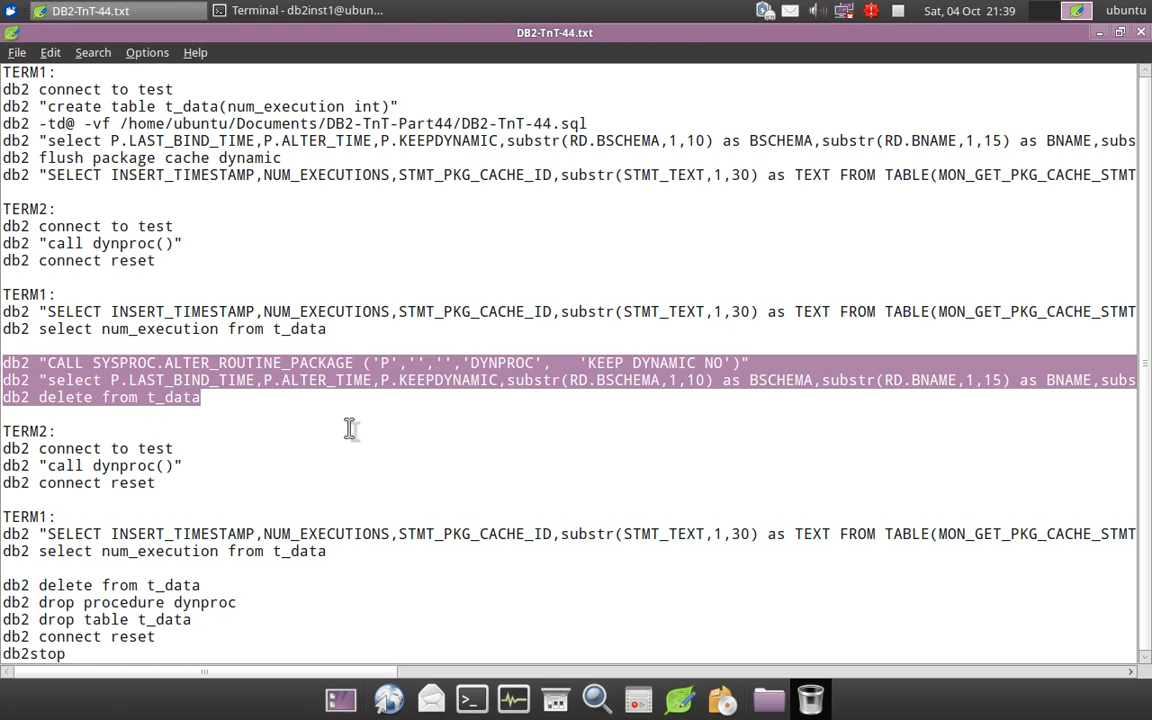 DB2-TnT-44.txt
Terminal - db2inst1@ubun...
Sat, 04 Oct 21:39
ubuntu
DB2-TnT-44.txt
File Edit Search Options Help
TERM1:
db2 connect to test
db2 "create table t_data(num_execution int)"
db2 -td@ -vf /home/ubuntu/Documents/DB2-TnT-Part44/DB2-TnT-44.sql
db2 "select P.LAST_BIND_TIME,P.ALTER_TIME,P.KEEPDYNAMIC,substr(RD.BSCHEMA,1,10) as BSCHEMA,substr(RD.BNAME,1,15) as BNAME,subs
db2 flush package cache dynamic
db2 "SELECT INSERT_TIMESTAMP,NUM_EXECUTIONS,STMT_PKG_CACHE_ID,substr(STMT_TEXT,1,30) as TEXT FROM TABLE(MON_GET_PKG_CACHE_STMT
TERM2:
db2 connect to test
db2 "call dynproc()"
db2 connect reset
TERM1:
db2 "SELECT INSERT_TIMESTAMP,NUM_EXECUTIONS,STMT_PKG_CACHE_ID,substr(STMT_TEXT,1,30) as TEXT FROM TABLE(MON_GET_PKG_CACHE_STMT
db2 select num_execution from t_data
db2 "CALL SYSPROC.ALTER_ROUTINE_PACKAGE ('P','','','DYNPROC',   'KEEP DYNAMIC NO')"
db2 "select P.LAST_BIND_TIME,P.ALTER_TIME,P.KEEPDYNAMIC,substr(RD.BSCHEMA,1,10) as BSCHEMA,substr(RD.BNAME,1,15) as BNAME,subs
db2 delete from t_data
TERM2:
db2 connect to test
db2 "call dynproc()"
db2 connect reset
TERM1:
db2 "SELECT INSERT_TIMESTAMP,NUM_EXECUTIONS,STMT_PKG_CACHE_ID,substr(STMT_TEXT,1,30) as TEXT FROM TABLE(MON_GET_PKG_CACHE_STMT
db2 select num_execution from t_data
db2 delete from t_data
db2 drop procedure dynproc
db2 drop table t_data
db2 connect reset
db2stop